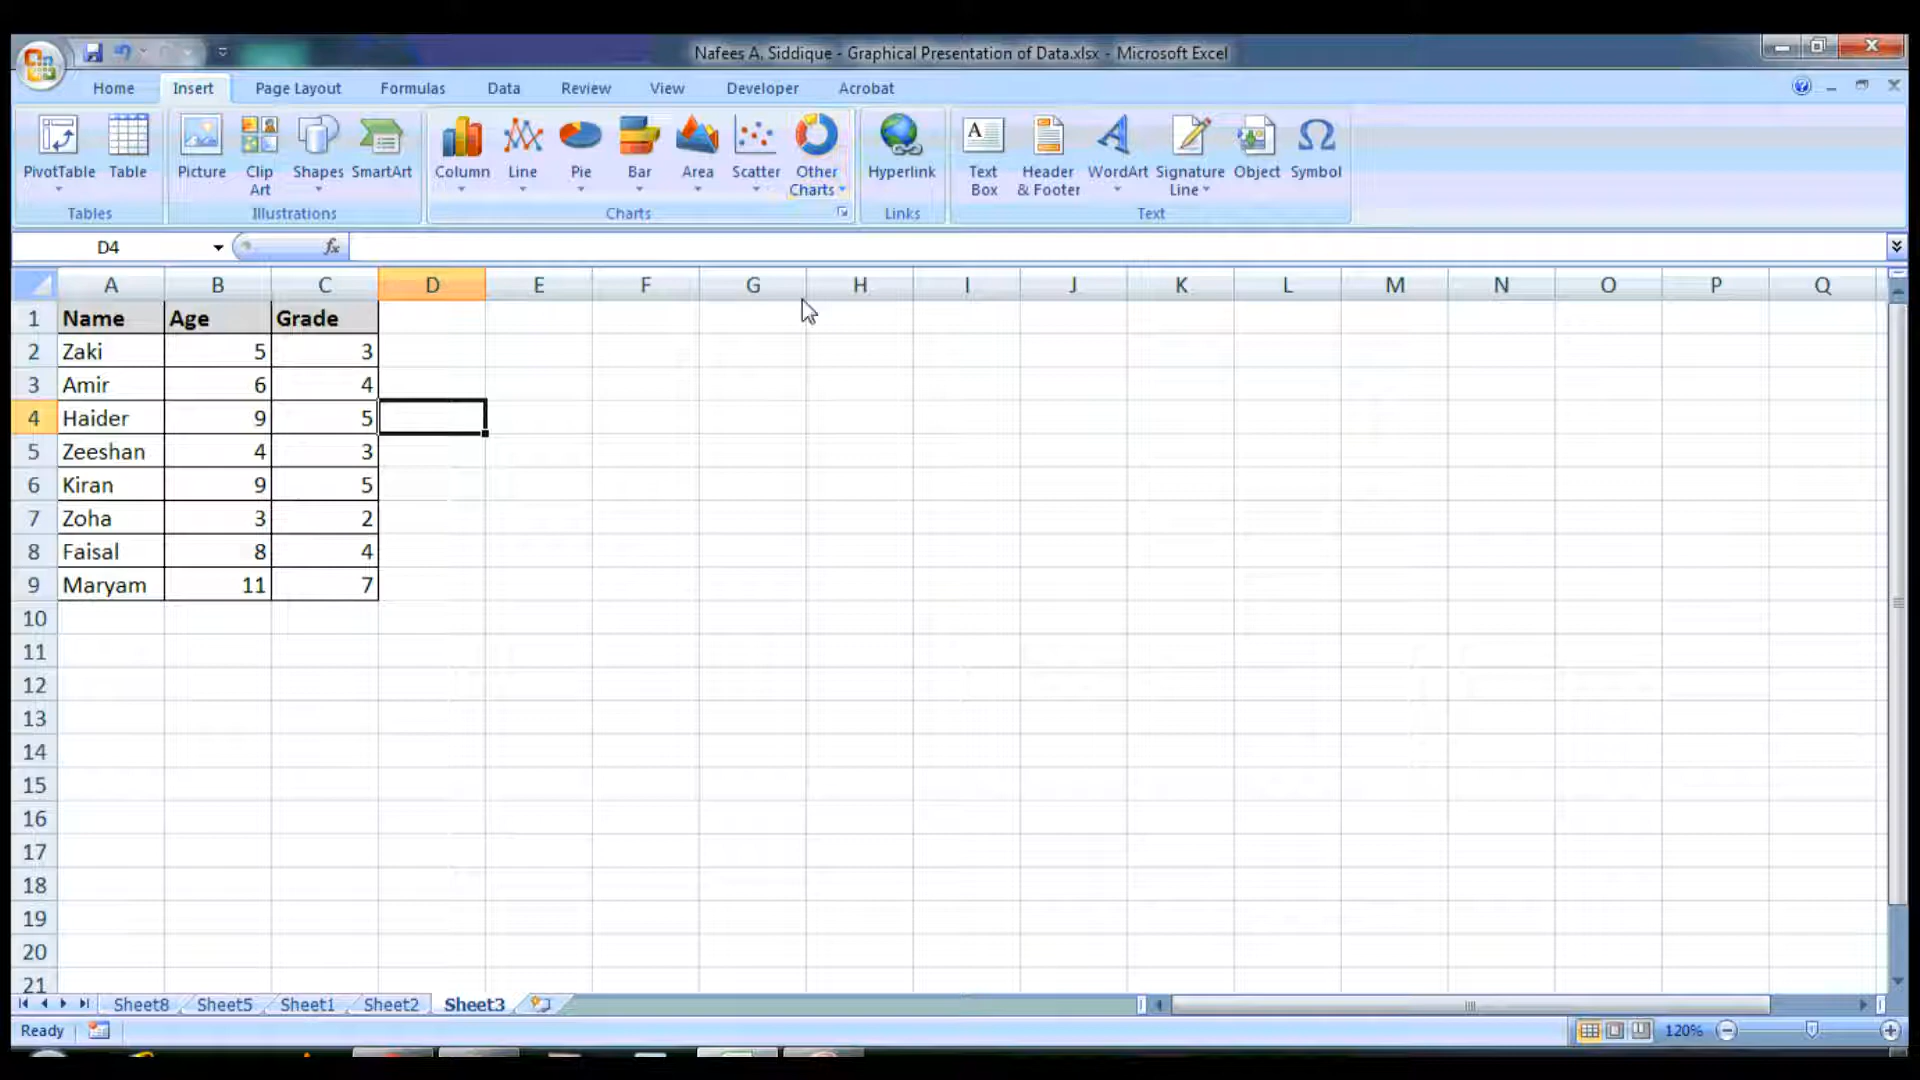 Nafees A. Siddique - Graphical Presentation of Data.xlsx - Microsoft Excel
Home Insert Page Layout Formulas Data Review View Developer Acrobat
PivotTable Table Picture Clip Art Shapes SmartArt Column Line Pie Bar Area Scatter Other Charts Hyperlink Text Box Header & Footer WordArt Signature Line Object Symbol
Tables Illustrations Charts Links Text
D4 fx
A B C D E F G H I J K L M N O P Q
1 Name Age Grade
2 Zaki 5 3
3 Amir 6 4
4 Haider 9 5
5 Zeeshan 4 3
6 Kiran 9 5
7 Zoha 3 2
8 Faisal 8 4
9 Maryam 11 7
10
11
12
13
14
15
16
17
18
19
20
21
Sheet8 Sheet5 Sheet1 Sheet2 Sheet3
Ready 120%